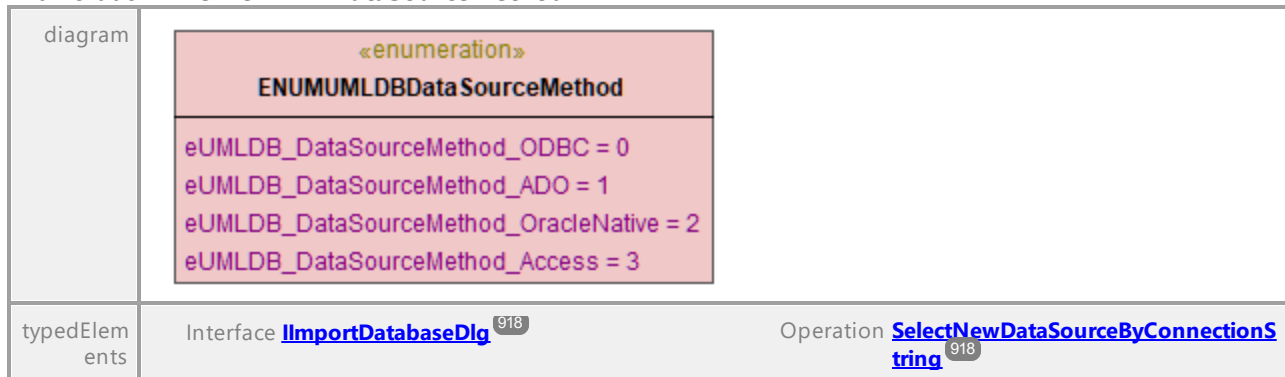 diagram
«enumeration»
ENUMUMLDBDataSourceMethod
eUMLDB_DataSourceMethod_ODBC = 0
eUMLDB_DataSourceMethod_ADO = 1
eUMLDB_DataSourceMethod_OracleNative = 2
eUMLDB_DataSourceMethod_Access = 3
typedElem
ents
Interface IImportDatabaseDlg 918
Operation SelectNewDataSourceByConnectionS
tring 918